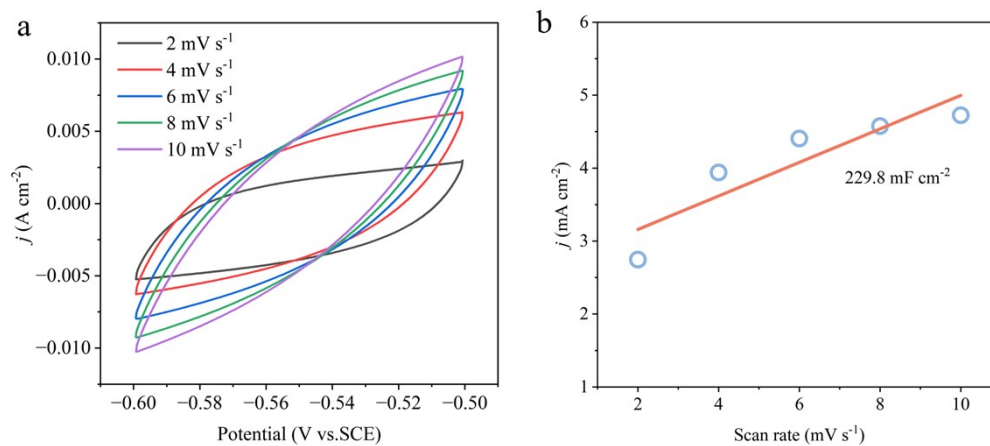 a
0.010
0.005
0.000
−0.005
−0.010
j (A cm⁻²)
2 mV s⁻¹
4 mV s⁻¹
6 mV s⁻¹
8 mV s⁻¹
10 mV s⁻¹
−0.60 −0.58 −0.56 −0.54 −0.52 −0.50
Potential (V vs.SCE)
b
6
5
4
3
2
1
j (mA cm⁻²)
229.8 mF cm⁻²
2 4 6 8 10
Scan rate (mV s⁻¹)